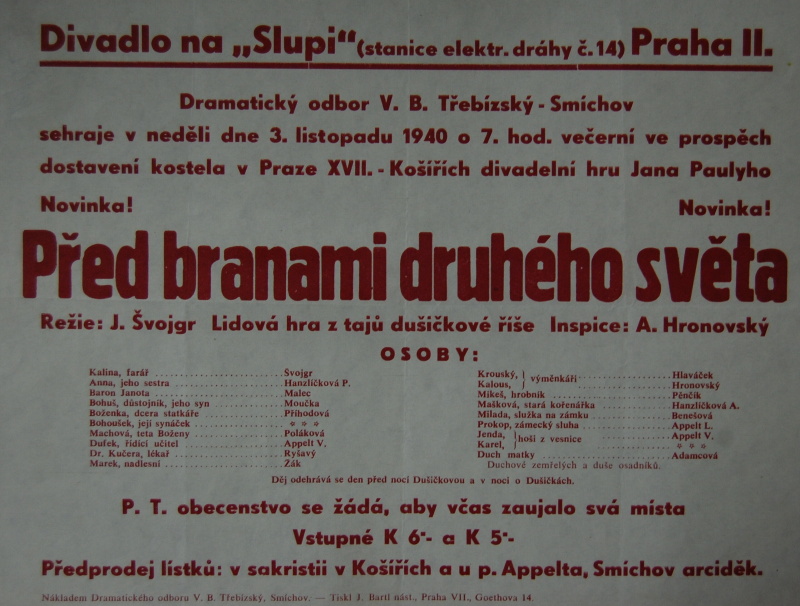 Divadlo na „Slupi“ (stanice elektr. dráhy č. 14) Praha II.
Dramatický odbor V. B. Třebízský - Smíchov
sehraje v neděli dne 3. listopadu 1940 o 7. hod. večerní ve prospěch
dostavení kostela v Praze XVII. - Košířích divadelní hru Jana Paulyho
Novinka! Novinka!
Před branami druhého světa
Režie: J. Švojgr Lidová hra z tajů dušičkové říše Inspice: A. Hronovský
OSOBY:
Kalina, farář . . . . . Švojgr
Anna, jeho sestra . . . . . Hanzlíčková P.
Baron Janota . . . . . Malec
Bohuš, důstojník, jeho syn . . . . . Moučka
Boženka, dcera statkáře . . . . . Příhodová
Bohoušek, její synáček . . . . . * * *
Machová, teta Boženy . . . . . Poláková
Dufek, řídící učitel . . . . . Appelt V.
Dr. Kučera, lékař . . . . . Ryšavý
Marek, nadlesní . . . . . Žák
Krouský, } výměnkáři . . . . . Hlaváček
Kalous, } Hronovský
Mikeš, hrobník . . . . . Pěnčík
Mašková, stará kořenářka . . . . . Hanzlíčková A.
Milada, služka na zámku . . . . . Benešová
Prokop, zámecký sluha . . . . . Appelt L.
Jenda, } hoši z vesnice . . . . . Appelt V.
Karel, } * * *
Duch matky . . . . . Adamcová
Duchové zemřelých a duše osadníků.
Děj odehrává se den před nocí Dušičkovou a v noci o Dušičkách.
P. T. obecenstvo se žádá, aby včas zaujalo svá místa
Vstupné K 6·- a K 5·-
Předprodej lístků: v sakristii v Košířích a u p. Appelta, Smíchov arciděk.
Nákladem Dramatického odboru V. B. Třebízský, Smíchov. — Tiskl J. Bartl nást., Praha VII., Goethova 14.